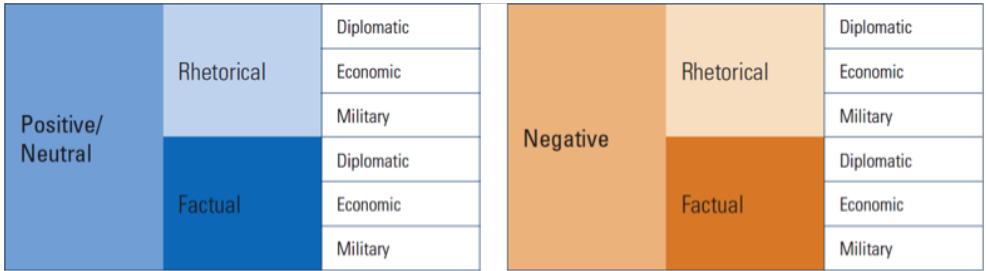 Positive/
Neutral
Rhetorical
Diplomatic
Economic
Military
Factual
Diplomatic
Economic
Military
Negative
Rhetorical
Diplomatic
Economic
Military
Factual
Diplomatic
Economic
Military